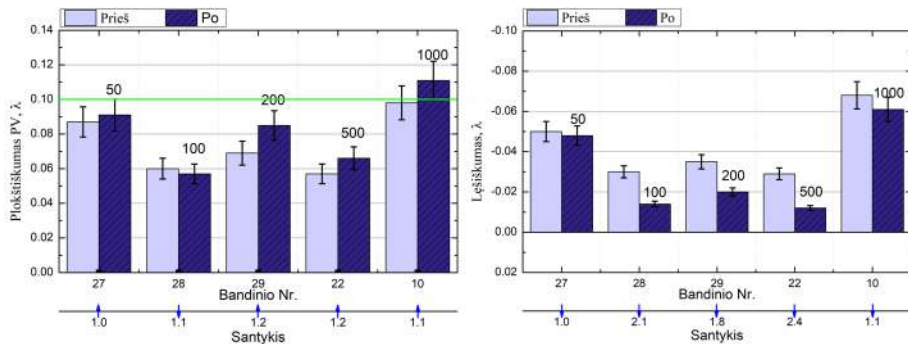 Prieš Po
Plokštiškumas PV, λ
0.14
0.12
0.10
0.08
0.06
0.04
0.02
0.00
50 100 200 500 1000
27 28 29 22 10
Bandinio Nr.
1.0 1.1 1.2 1.2 1.1
Santykis
Prieš Po
Lęšiškumas, λ
-0.10
-0.08
-0.06
-0.04
-0.02
0.00
0.02
50 100 200 500 1000
27 28 29 22 10
Bandinio Nr.
1.0 2.1 1.8 2.4 1.1
Santykis